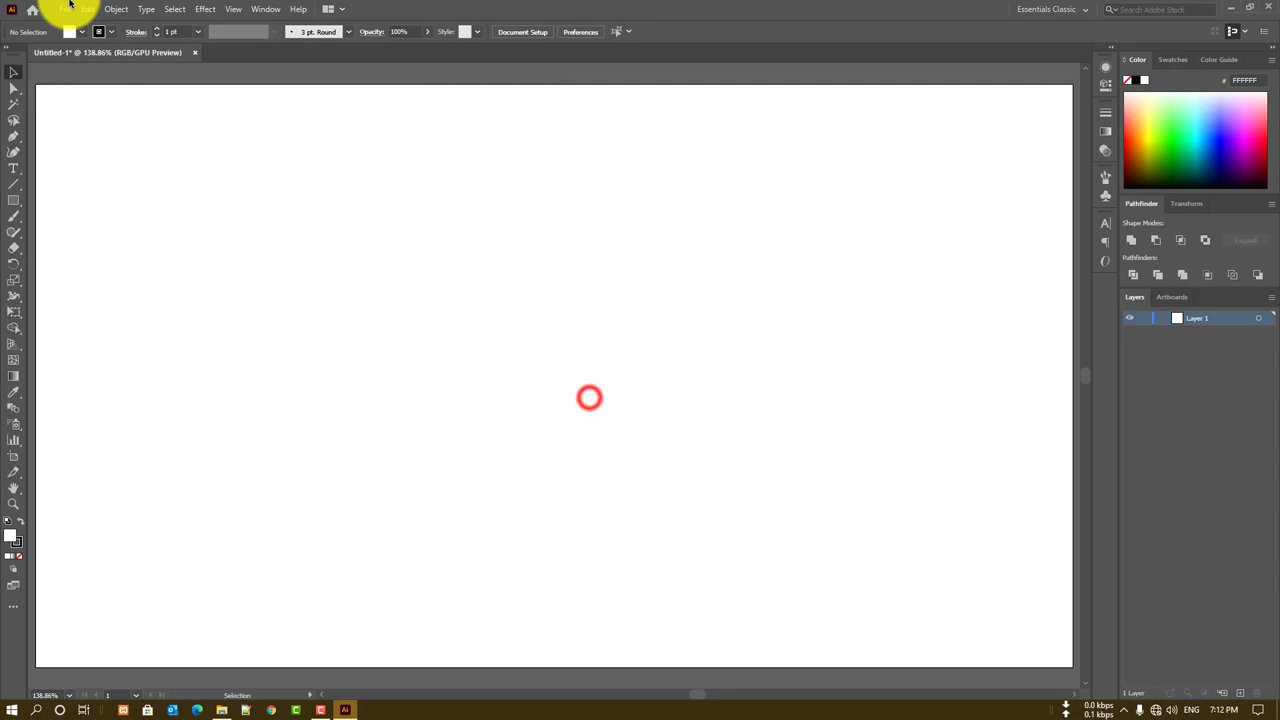 Ai File Edit Object Type Select Effect View Window Help Essentials Classic Search Adobe Stock
No Selection Stroke: 1 pt 3 pt. Round Opacity: 100% Style: Document Setup Preferences
Untitled-1* @ 138.86% (RGB/GPU Preview) ×
Color Swatches Color Guide
# FFFFFF
Pathfinder Transform
Shape Modes:
Expand
Pathfinders:
Layers Artboards
Layer 1
138.86% 1 Selection
1 Layer
0.0 kbps
0.1 kbps
ENG 7:12 PM